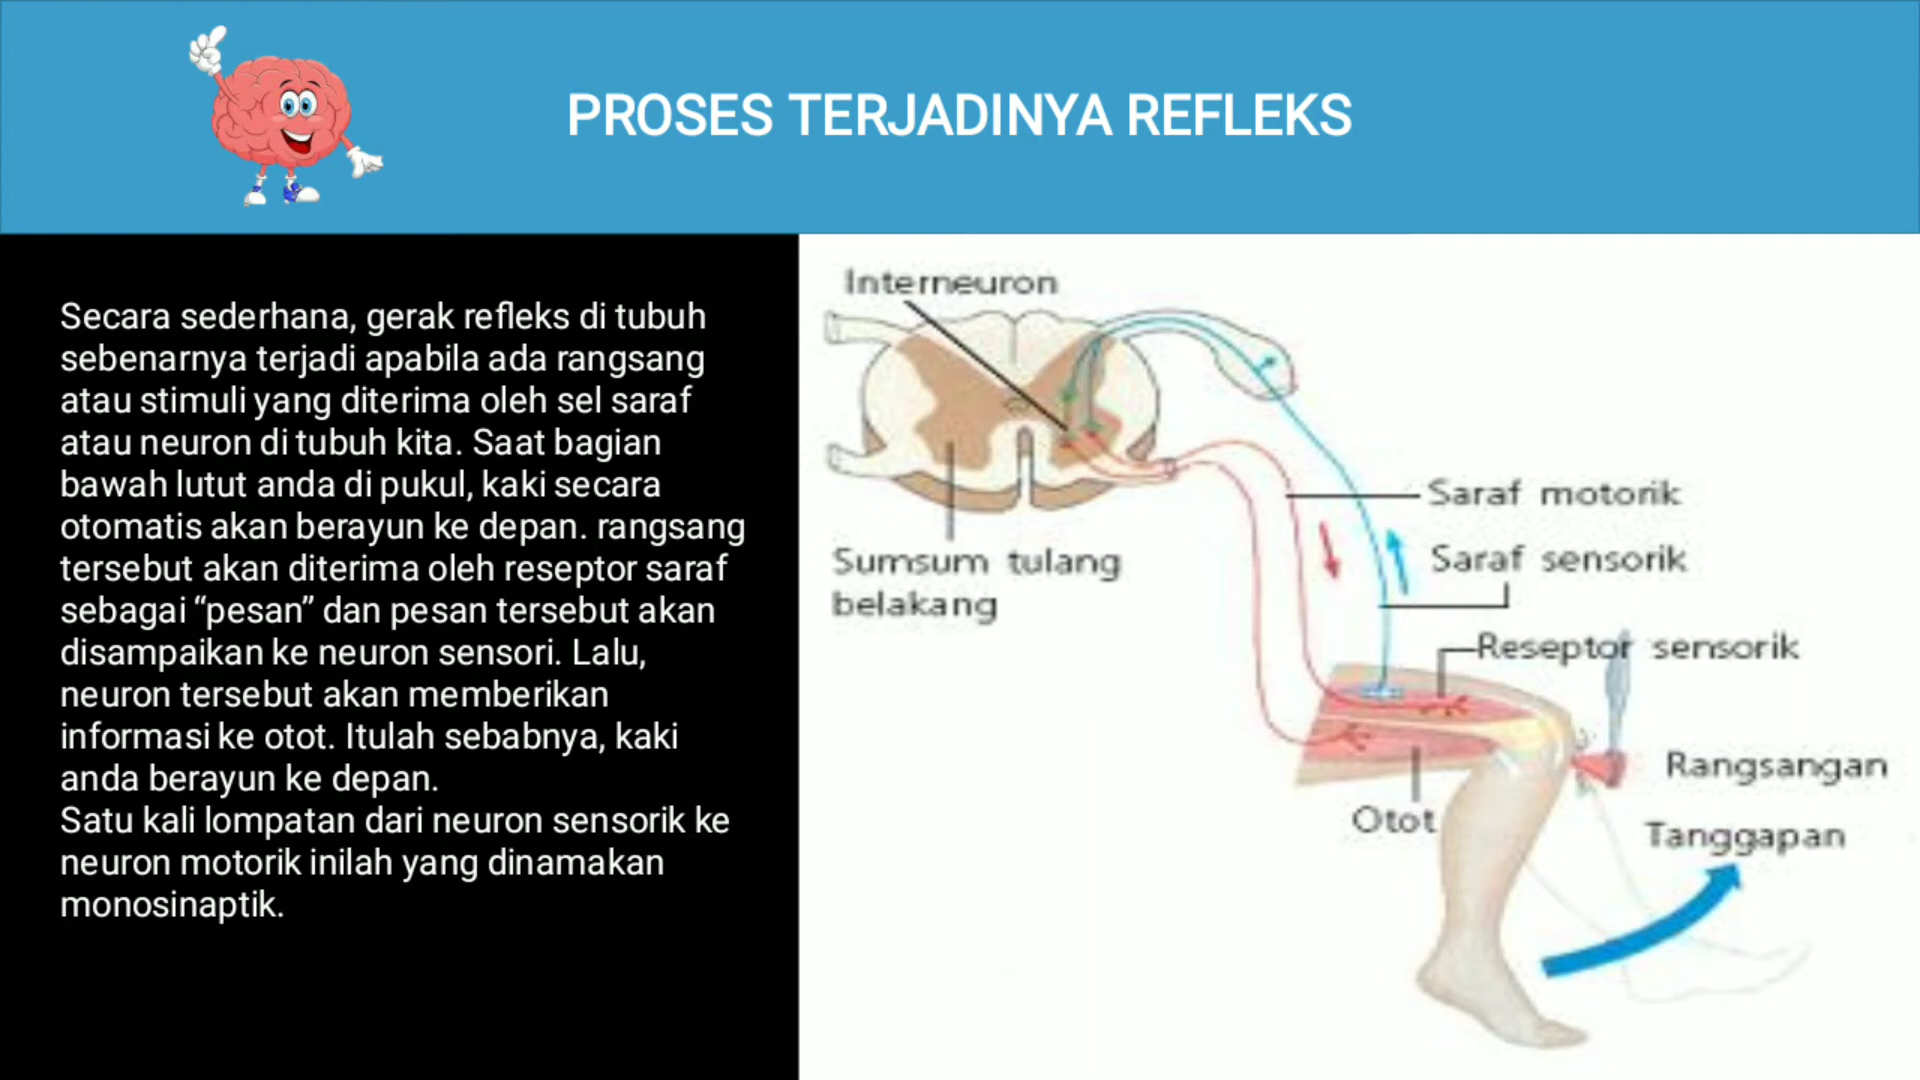 PROSES TERJADINYA REFLEKS
Secara sederhana, gerak refleks di tubuh
sebenarnya terjadi apabila ada rangsang
atau stimuli yang diterima oleh sel saraf
atau neuron di tubuh kita. Saat bagian
bawah lutut anda di pukul, kaki secara
otomatis akan berayun ke depan. rangsang
tersebut akan diterima oleh reseptor saraf
sebagai “pesan” dan pesan tersebut akan
disampaikan ke neuron sensori. Lalu,
neuron tersebut akan memberikan
informasi ke otot. Itulah sebabnya, kaki
anda berayun ke depan.
Satu kali lompatan dari neuron sensorik ke
neuron motorik inilah yang dinamakan
monosinaptik.
Interneuron
Saraf motorik
Saraf sensorik
Sumsum tulang
belakang
Reseptor sensorik
Rangsangan
Otot
Tanggapan